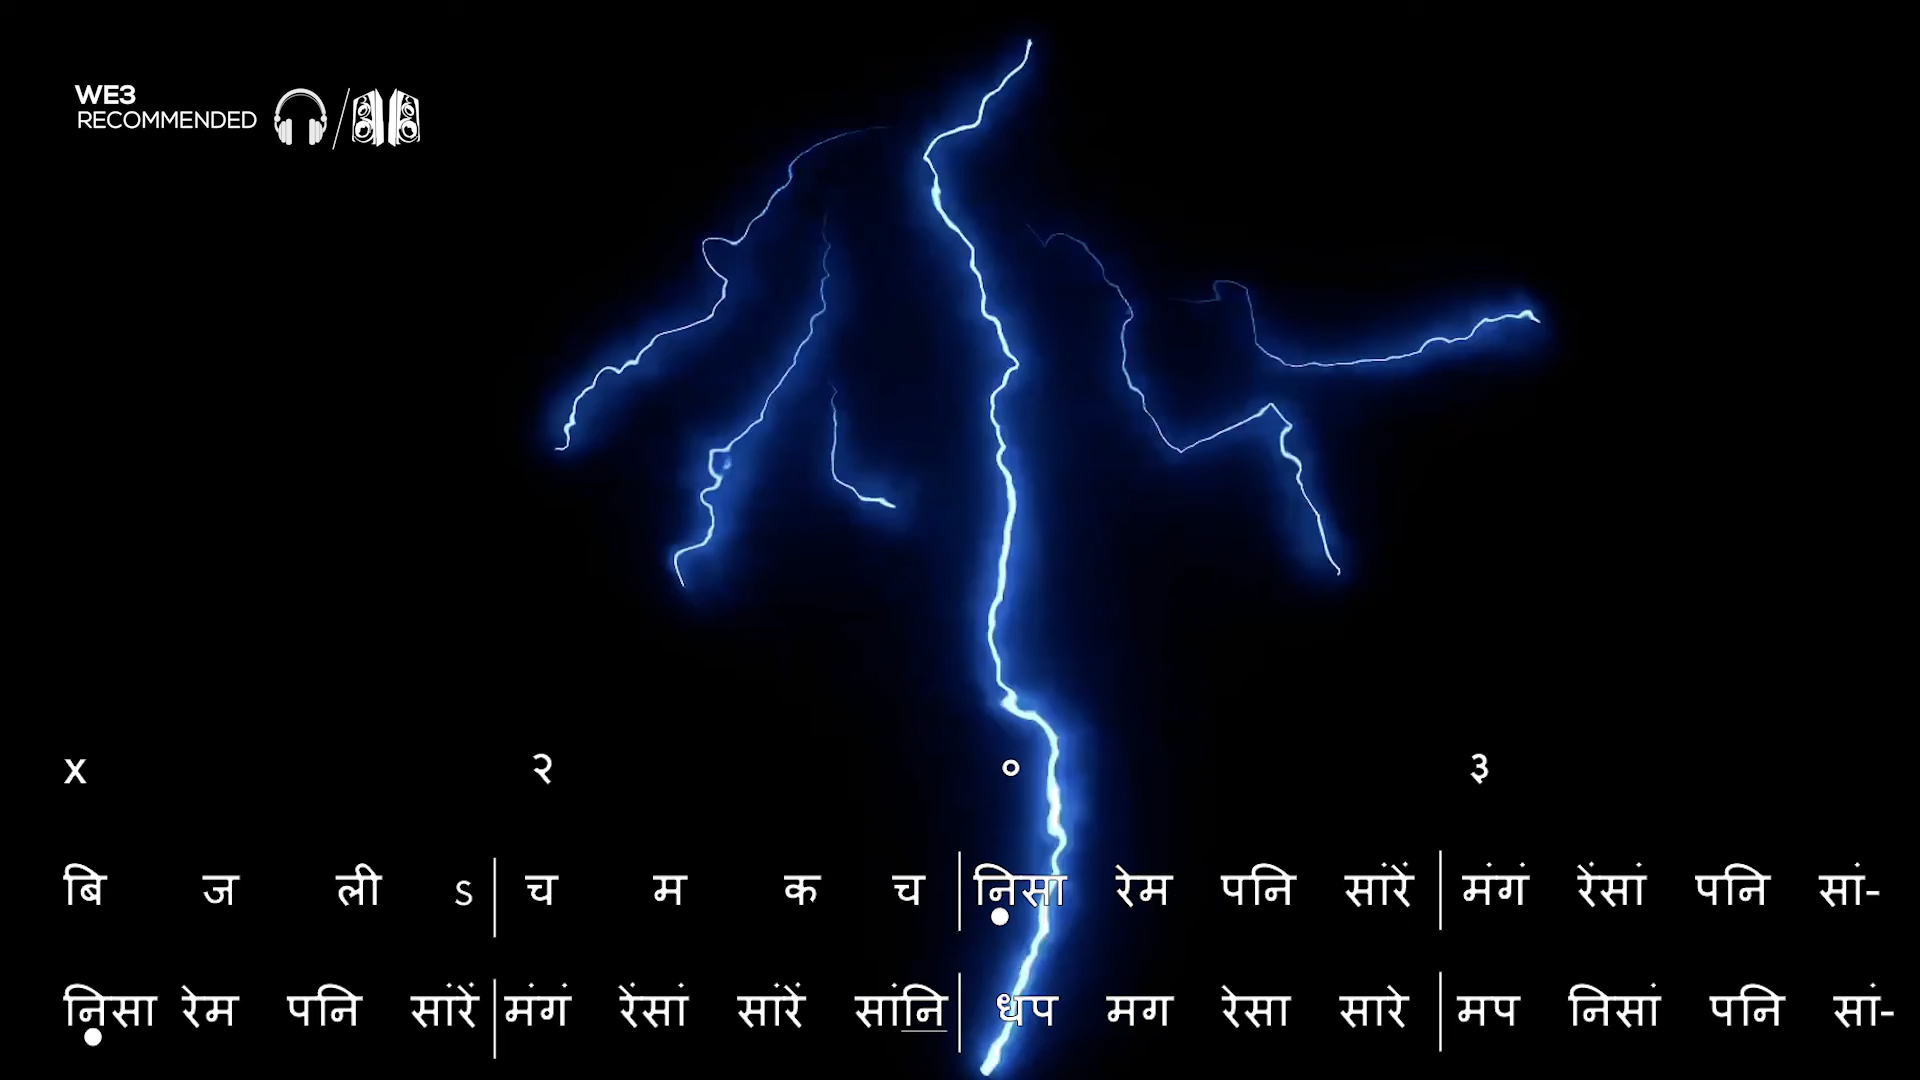 WE3
RECOMMENDED
x २ ० ३
बि ज ली ऽ | च म क च | नि़सा रेम पनि सांरें | मंगं रेंसां पनि सां-
नि़सा रेम पनि सांरें | मंगं रेंसां सांरें सांनि॒ | धप मग रेसा सारे | मप निसां पनि सां-